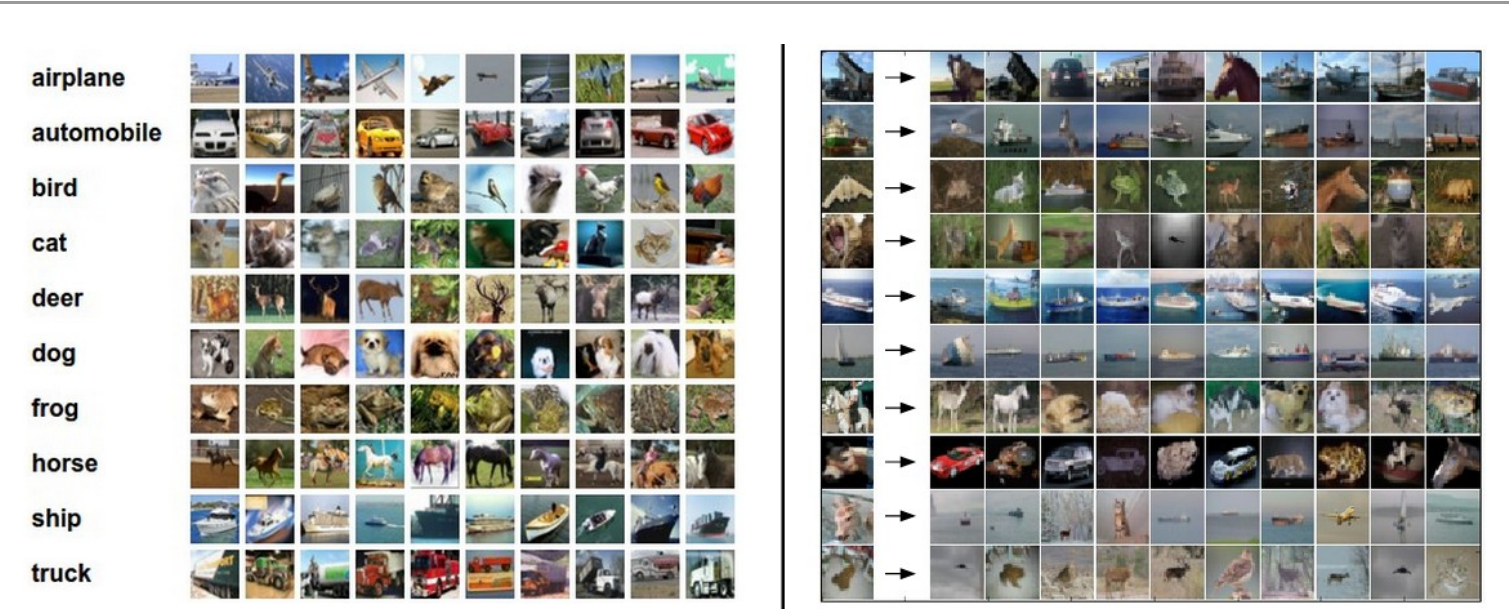 airplane
automobile
bird
cat
deer
dog
frog
horse
ship
truck